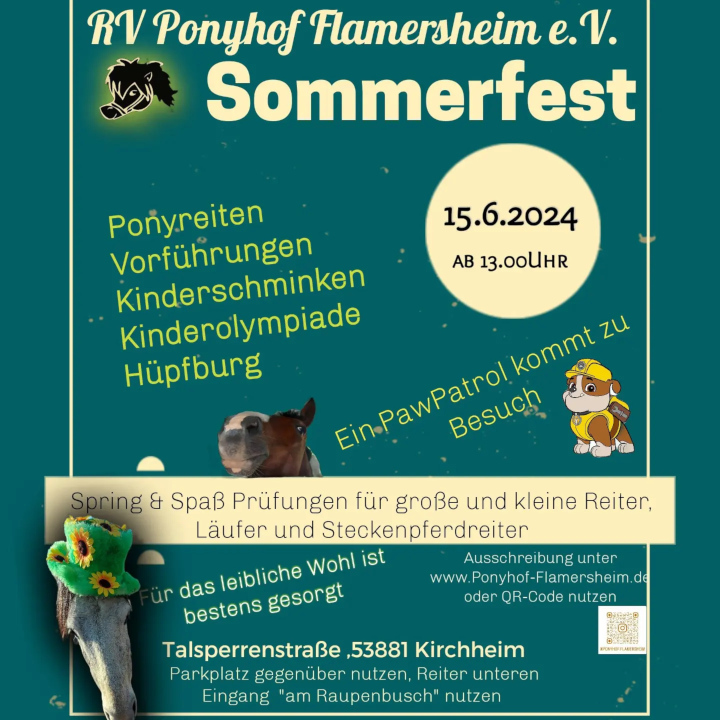 RV Ponyhof Flamersheim e.V.
Sommerfest
15.6.2024
AB 13.00UHR
Ponyreiten
Vorführungen
Kinderschminken
Kinderolympiade
Hüpfburg
Ein PawPatrol kommt zu
Besuch
Spring & Spaß Prüfungen für große und kleine Reiter,
Läufer und Steckenpferdreiter
Für das leibliche Wohl ist
bestens gesorgt
Ausschreibung unter
www.Ponyhof-Flamersheim.de
oder QR-Code nutzen
Talsperrenstraße ,53881 Kirchheim
Parkplatz gegenüber nutzen, Reiter unteren
Eingang "am Raupenbusch" nutzen